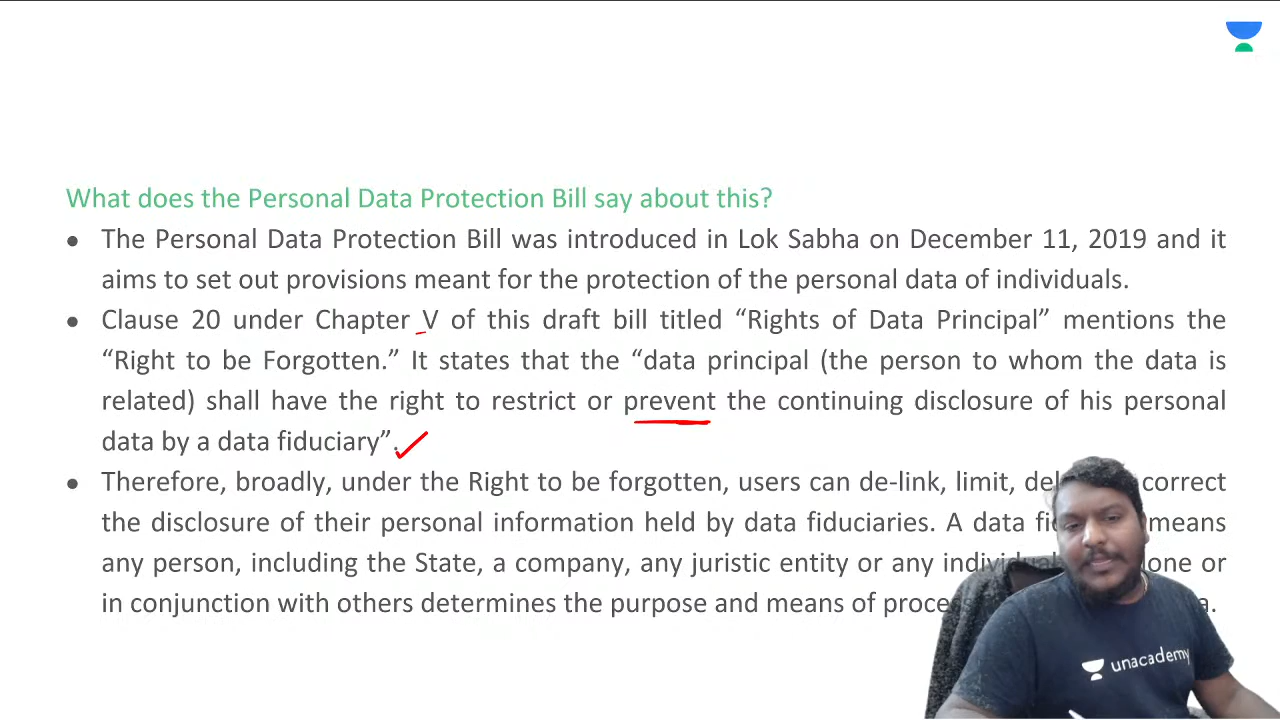 What does the Personal Data Protection Bill say about this?
● The Personal Data Protection Bill was introduced in Lok Sabha on December 11, 2019 and it
aims to set out provisions meant for the protection of the personal data of individuals.
● Clause 20 under Chapter V of this draft bill titled “Rights of Data Principal” mentions the
“Right to be Forgotten.” It states that the “data principal (the person to whom the data is
related) shall have the right to restrict or prevent the continuing disclosure of his personal
data by a data fiduciary”.
● Therefore, broadly, under the Right to be forgotten, users can de-link, limit, correct
the disclosure of their personal information held by data fiduciaries. A data means
any person, including the State, a company, any juristic entity or any or
in conjunction with others determines the purpose and means of
unacademy